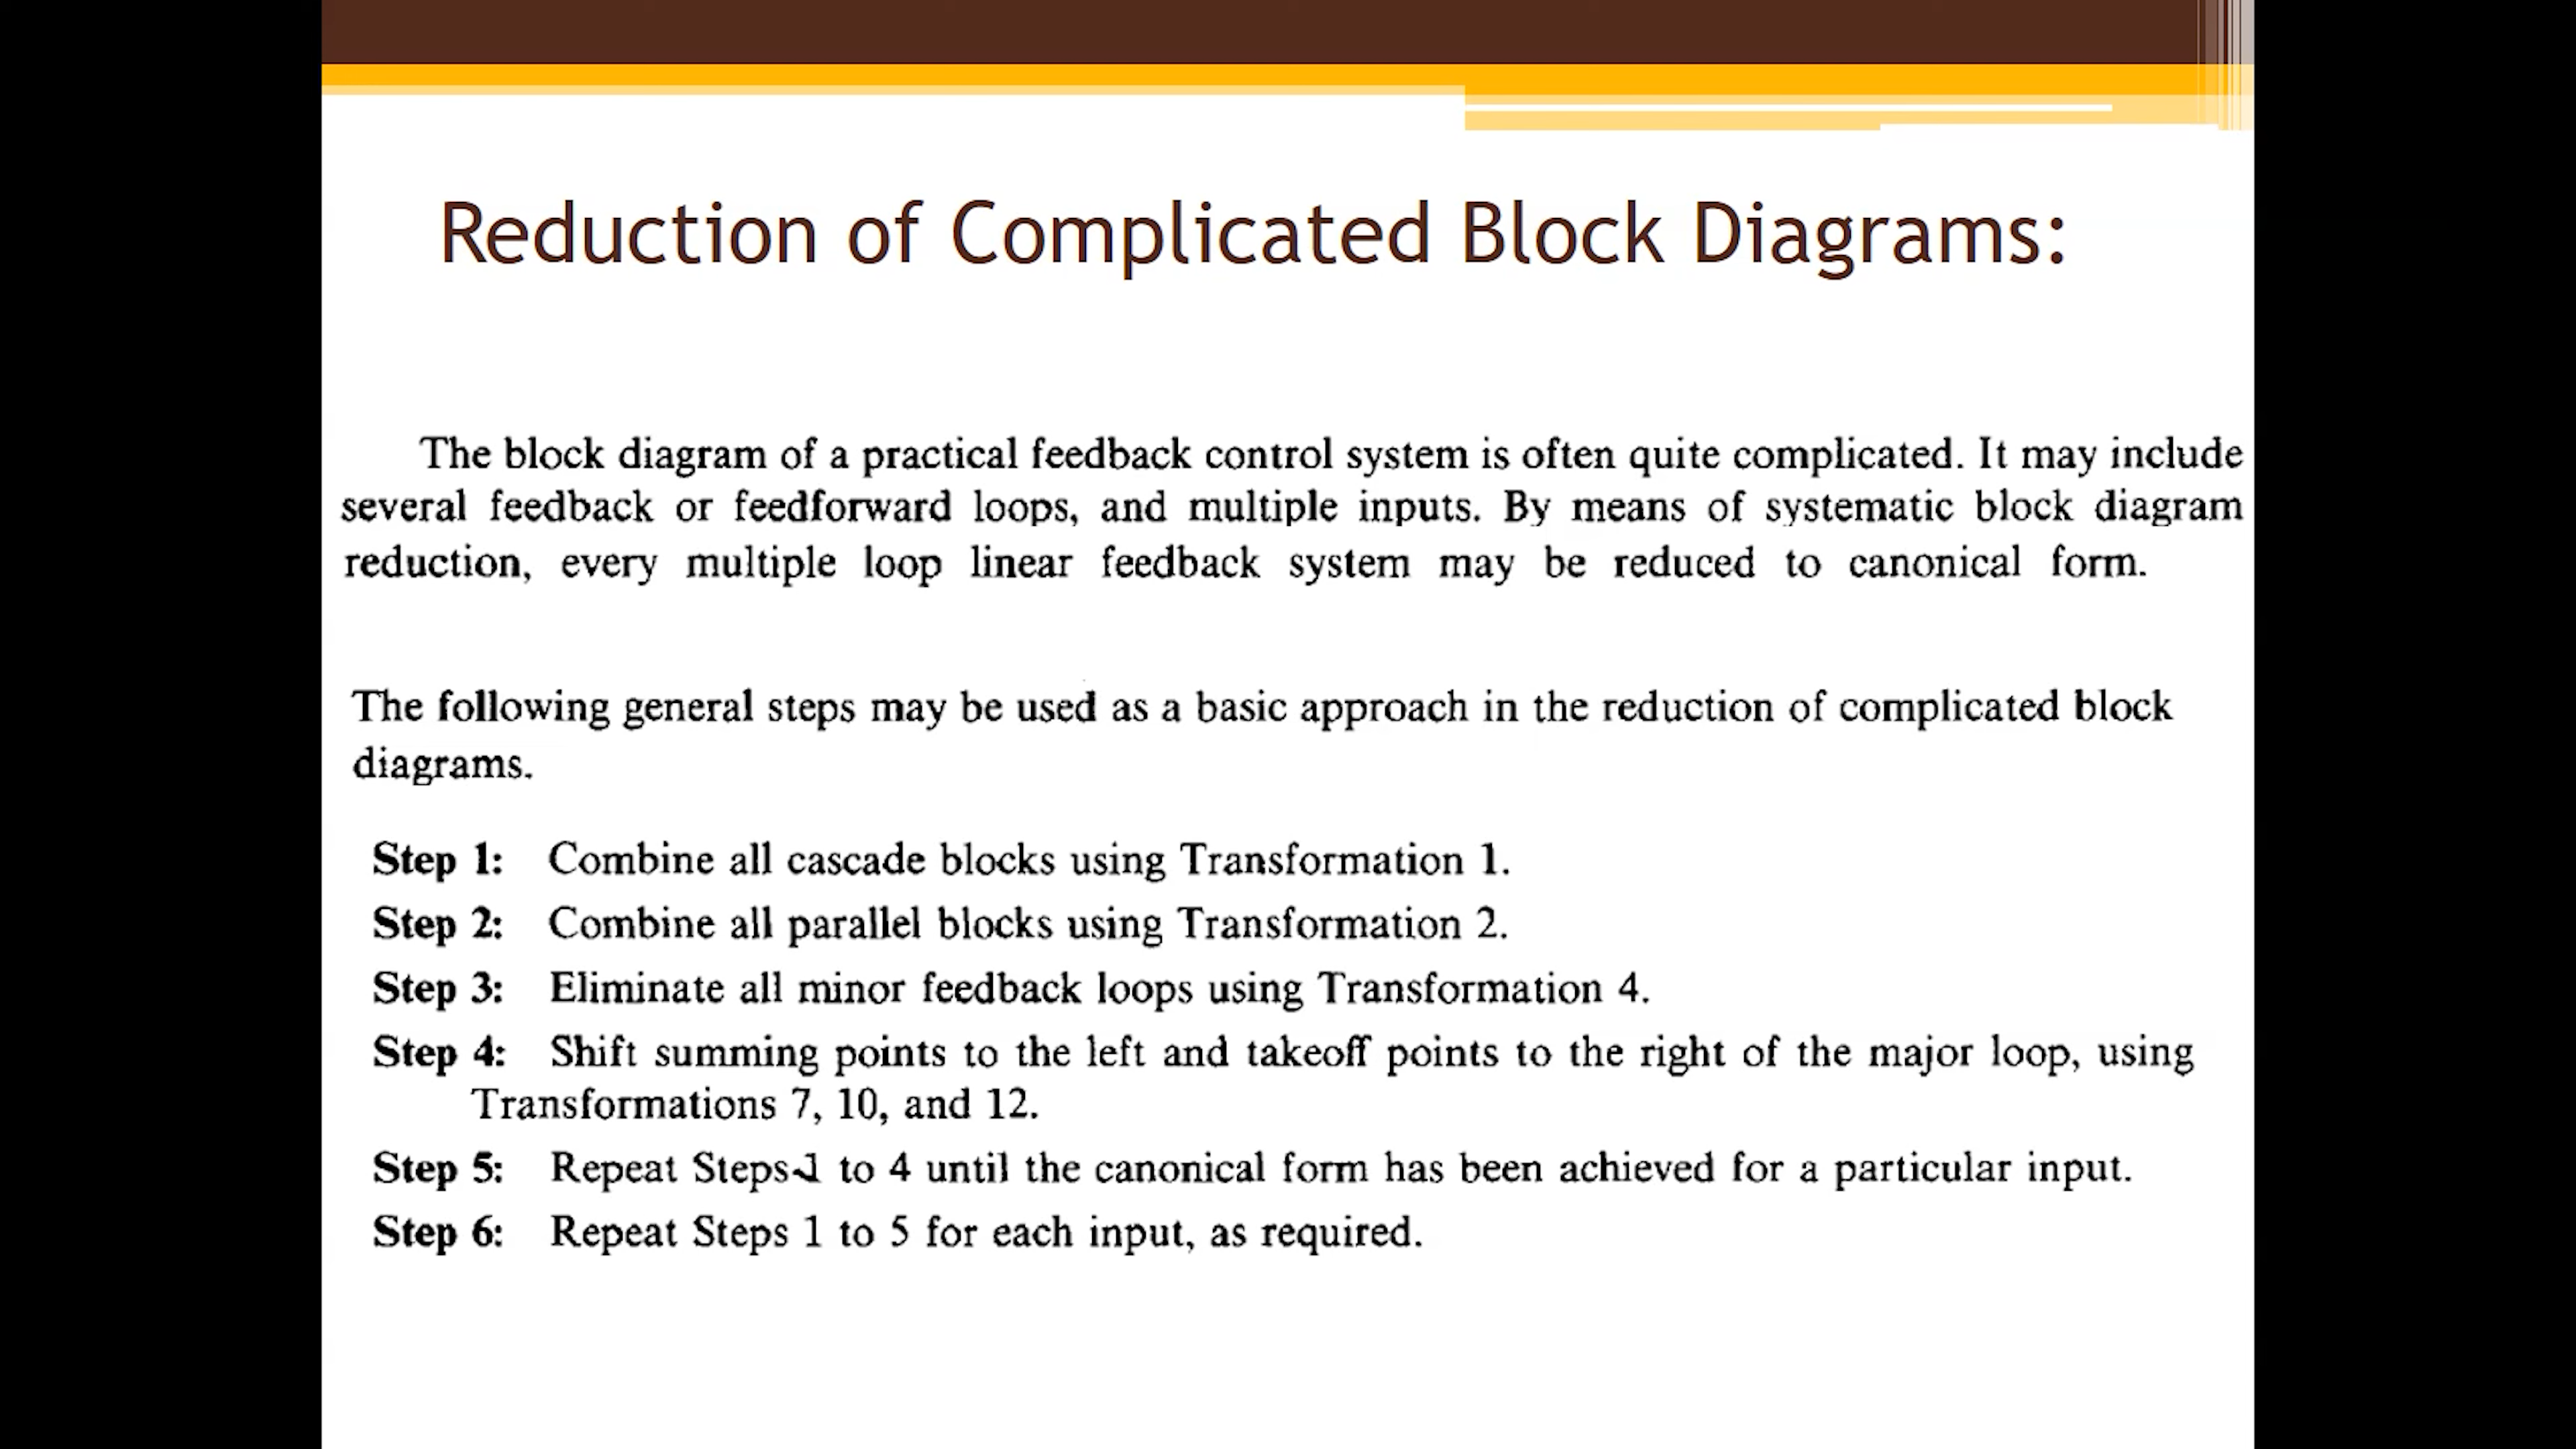 Reduction of Complicated Block Diagrams:
The block diagram of a practical feedback control system is often quite complicated. It may include
several feedback or feedforward loops, and multiple inputs. By means of systematic block diagram
reduction, every multiple loop linear feedback system may be reduced to canonical form.
The following general steps may be used as a basic approach in the reduction of complicated block
diagrams.
Step 1: Combine all cascade blocks using Transformation 1.
Step 2: Combine all parallel blocks using Transformation 2.
Step 3: Eliminate all minor feedback loops using Transformation 4.
Step 4: Shift summing points to the left and takeoff points to the right of the major loop, using
Transformations 7, 10, and 12.
Step 5: Repeat Steps 1 to 4 until the canonical form has been achieved for a particular input.
Step 6: Repeat Steps 1 to 5 for each input, as required.